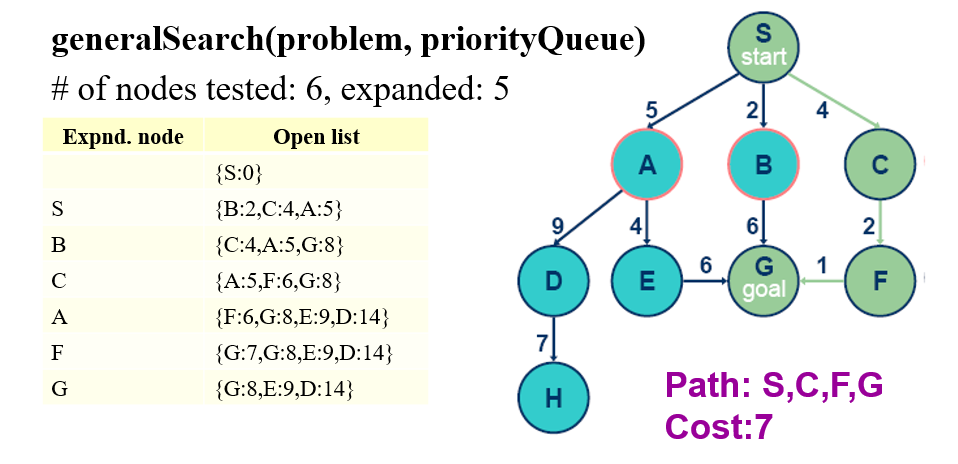 generalSearch(problem, priorityQueue)
# of nodes tested: 6, expanded: 5
Expnd. node Open list
{S:0}
S {B:2,C:4,A:5}
B {C:4,A:5,G:8}
C {A:5,F:6,G:8}
A {F:6,G:8,E:9,D:14}
F {G:7,G:8,E:9,D:14}
G {G:8,E:9,D:14}
S
start
5 2 4
A B C
9 4 6 2
D E 6 G 1 F
goal
7
H
Path: S,C,F,G
Cost:7